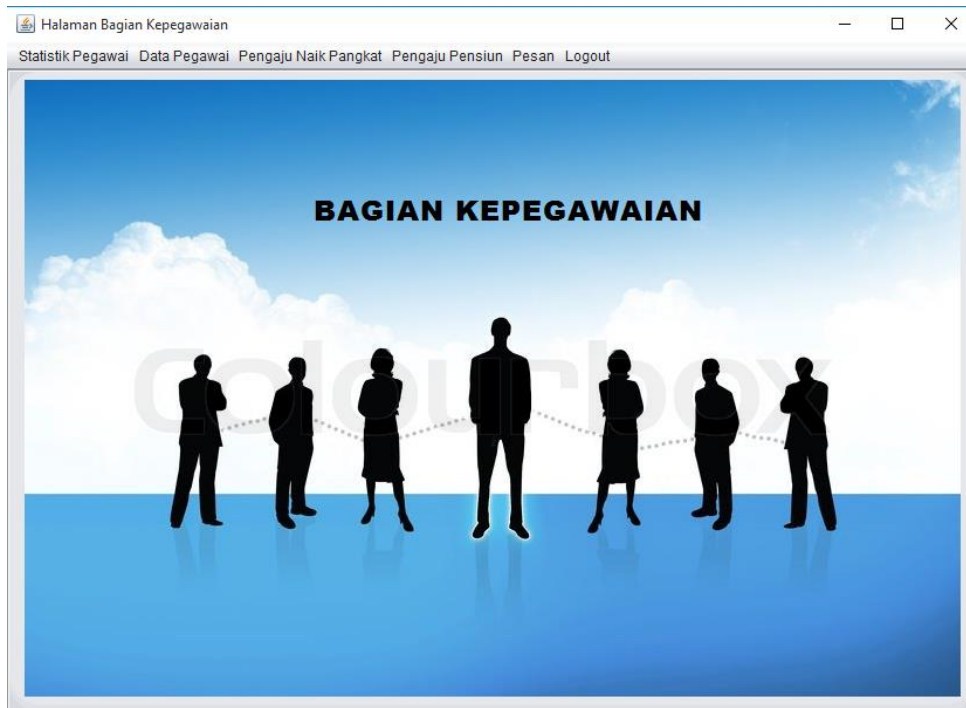 Halaman Bagian Kepegawaian
Statistik Pegawai Data Pegawai Pengaju Naik Pangkat Pengaju Pensiun Pesan Logout
BAGIAN KEPEGAWAIAN
Colourbox